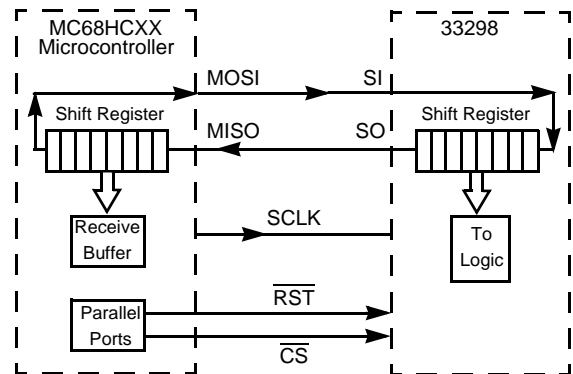 MC68HCXX
Microcontroller
33298
MOSI
SI
Shift Register
Shift Register
MISO
SO
Receive
Buffer
SCLK
To
Logic
RST
Parallel
Ports
CS